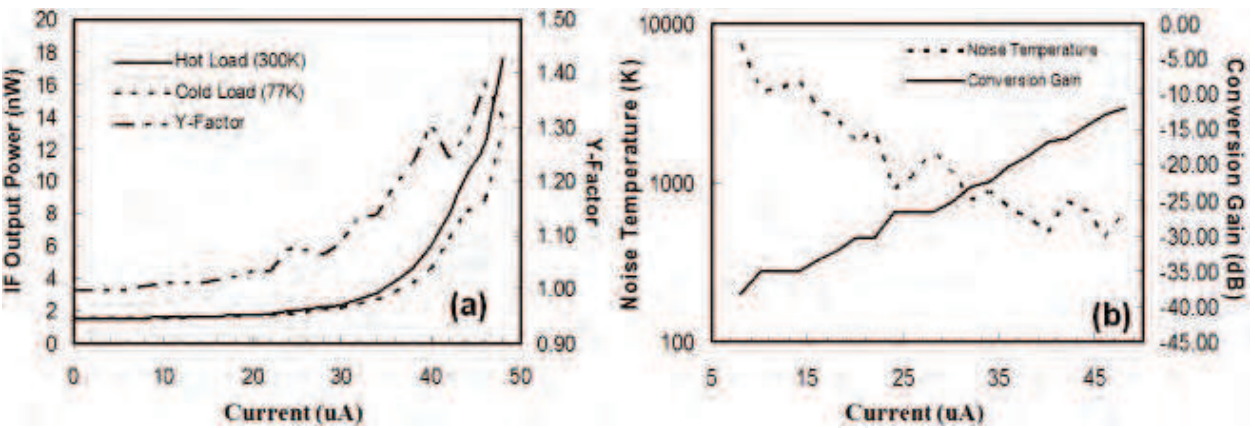 20
18
16
14
12
10
8
6
4
2
0
IF Output Power (nW)
Hot Load (300K)
Cold Load (77K)
Y-Factor
(a)
1.50
1.40
1.30
1.20
1.10
1.00
0.90
Y-Factor
0 10 20 30 40 50
Current (uA)
10000
1000
100
Noise Temperature (K)
Noise Temperature
Conversion Gain
(b)
0.00
-5.00
-10.00
-15.00
-20.00
-25.00
-30.00
-35.00
-40.00
-45.00
Conversion Gain (dB)
5 15 25 35 45
Current (uA)